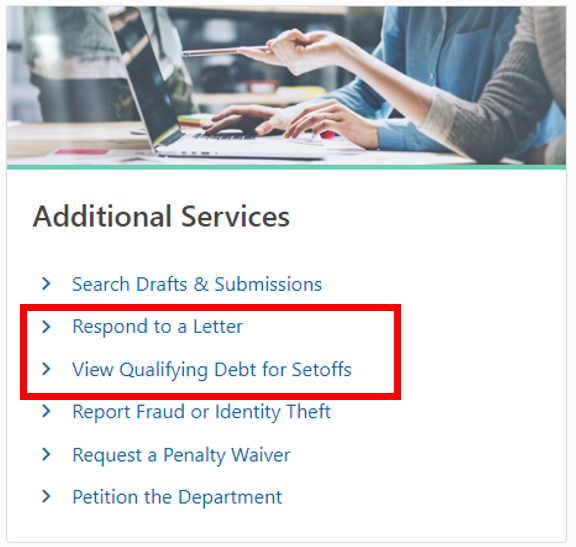 Additional Services
Search Drafts & Submissions
Respond to a Letter
View Qualifying Debt for Setoffs
Report Fraud or Identity Theft
Request a Penalty Waiver
Petition the Department